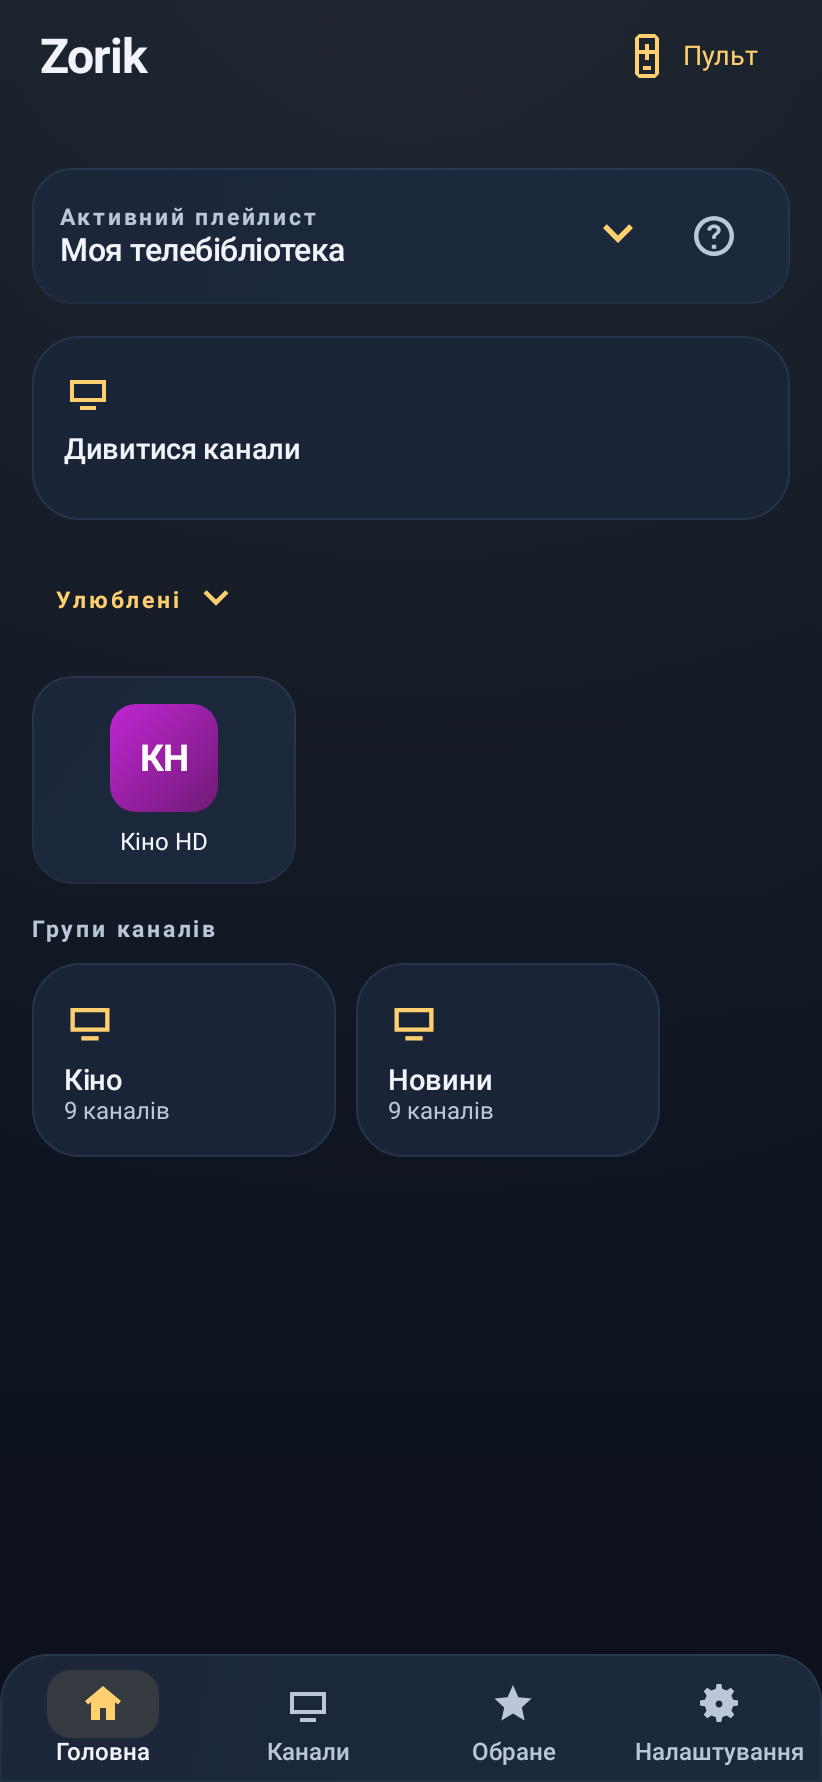 Zorik
Пульт
Активний плейлист
Моя телебібліотека
Дивитися канали
Улюблені
КН
Кіно HD
Групи каналів
Кіно
9 каналів
Новини
9 каналів
Головна
Канали
Обране
Налаштування